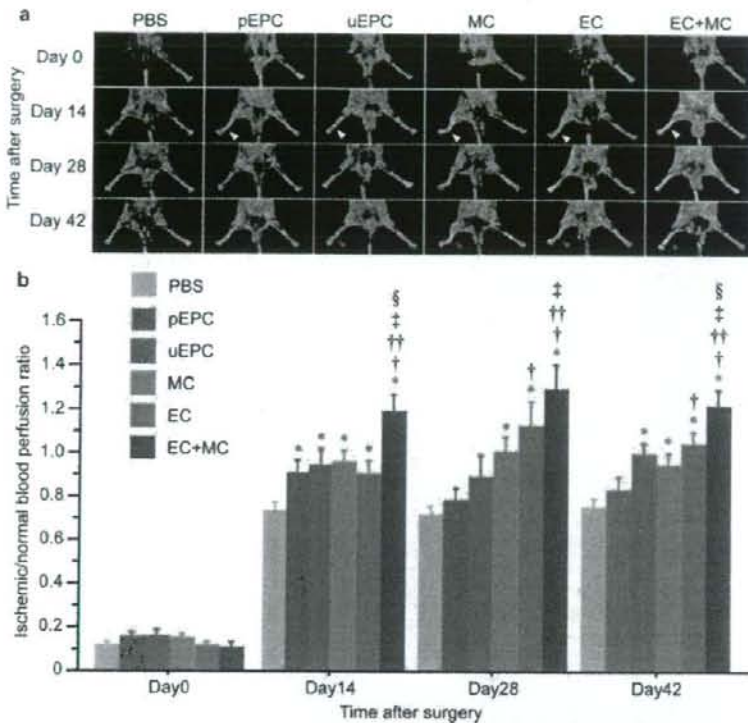 a
PBS pEPC uEPC MC EC EC+MC
Day 0
Day 14
Day 28
Day 42
Time after surgery
b
PBS
pEPC
uEPC
MC
EC
EC+MC
Ischemic/normal blood perfusion ratio
1.6
1.4
1.2
1.0
0.8
0.6
0.4
0.2
0
* * * *
§
‡
††
†
*
*
†
*
‡
††
†
*
*
*
†
*
§
‡
††
†
*
Day0 Day14 Day28 Day42
Time after surgery